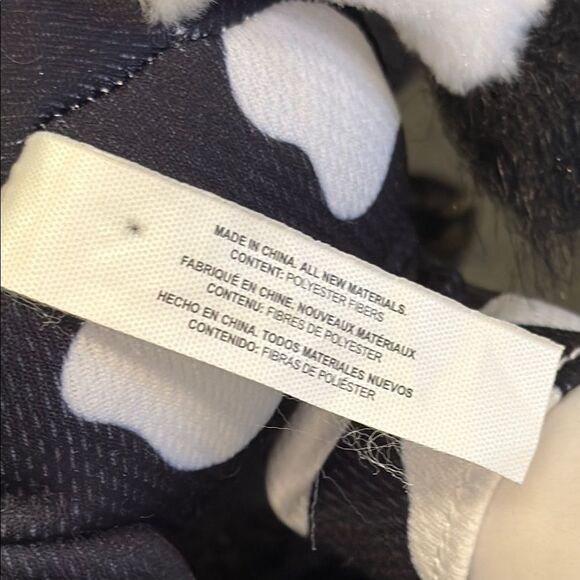 MADE IN CHINA. ALL NEW MATERIALS.
CONTENT: POLYESTER FIBERS
FABRIQUÉ EN CHINE. NOUVEAUX MATÉRIAUX
CONTENU: FIBRES DE POLYESTER
HECHO EN CHINA. TODOS MATERIALES NUEVOS
CONTENIDO: FIBRAS DE POLIÉSTER